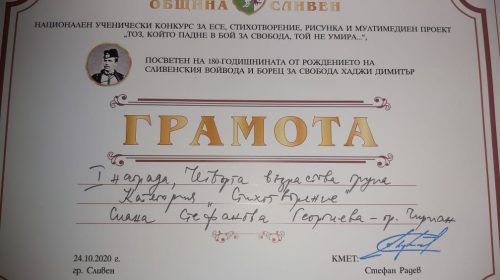 ОБЩИНА СЛИВЕН
НАЦИОНАЛЕН УЧЕНИЧЕСКИ КОНКУРС ЗА ЕСЕ, СТИХОТВОРЕНИЕ, РИСУНКА И МУЛТИМЕДИЕН ПРОЕКТ
„ТОЗ, КОЙТО ПАДНЕ В БОЙ ЗА СВОБОДА, ТОЙ НЕ УМИРА...“,
ПОСВЕТЕН НА 180-ГОДИШНИНАТА ОТ РОЖДЕНИЕТО НА
СЛИВЕНСКИЯ ВОЙВОДА И БОРЕЦ ЗА СВОБОДА ХАДЖИ ДИМИТЪР
ГРАМОТА
I награда, Четвърта възрастова група
Категория „Стихотворение“
Стефанова Георгиева – гр. Чирпан
24.10.2020 г.
гр. Сливен
КМЕТ:
Стефан Радев